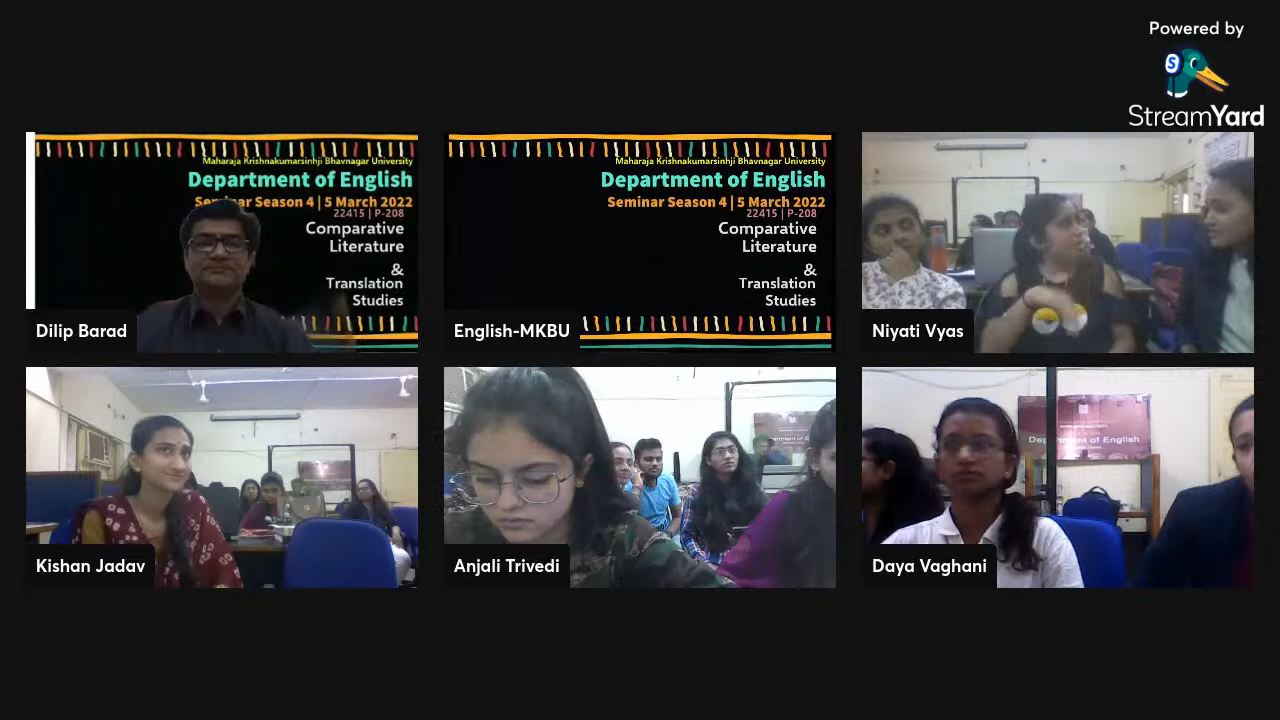 Powered by
StreamYard
Maharaja Krishnakumarsinhji Bhavnagar University
Department of English
Seminar Season 4 | 5 March 2022
22415 | P-208
Comparative
Literature
&
Translation
Studies
Dilip Barad
Maharaja Krishnakumarsinhji Bhavnagar University
Department of English
Seminar Season 4 | 5 March 2022
22415 | P-208
Comparative
Literature
&
Translation
Studies
English-MKBU
Niyati Vyas
Kishan Jadav
Anjali Trivedi
Department of English
Daya Vaghani